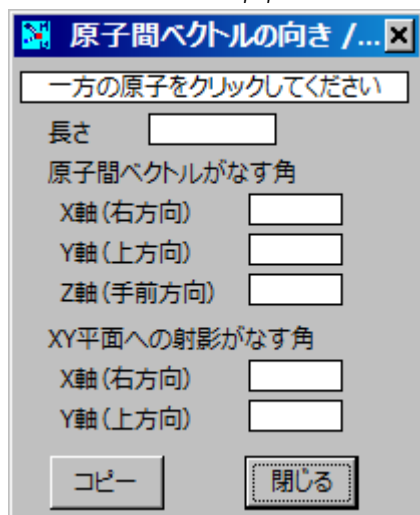 原子間ベクトルの向き /...
一方の原子をクリックしてください
長さ
原子間ベクトルがなす角
X軸(右方向)
Y軸(上方向)
Z軸(手前方向)
XY平面への射影がなす角
X軸(右方向)
Y軸(上方向)
コピー
閉じる